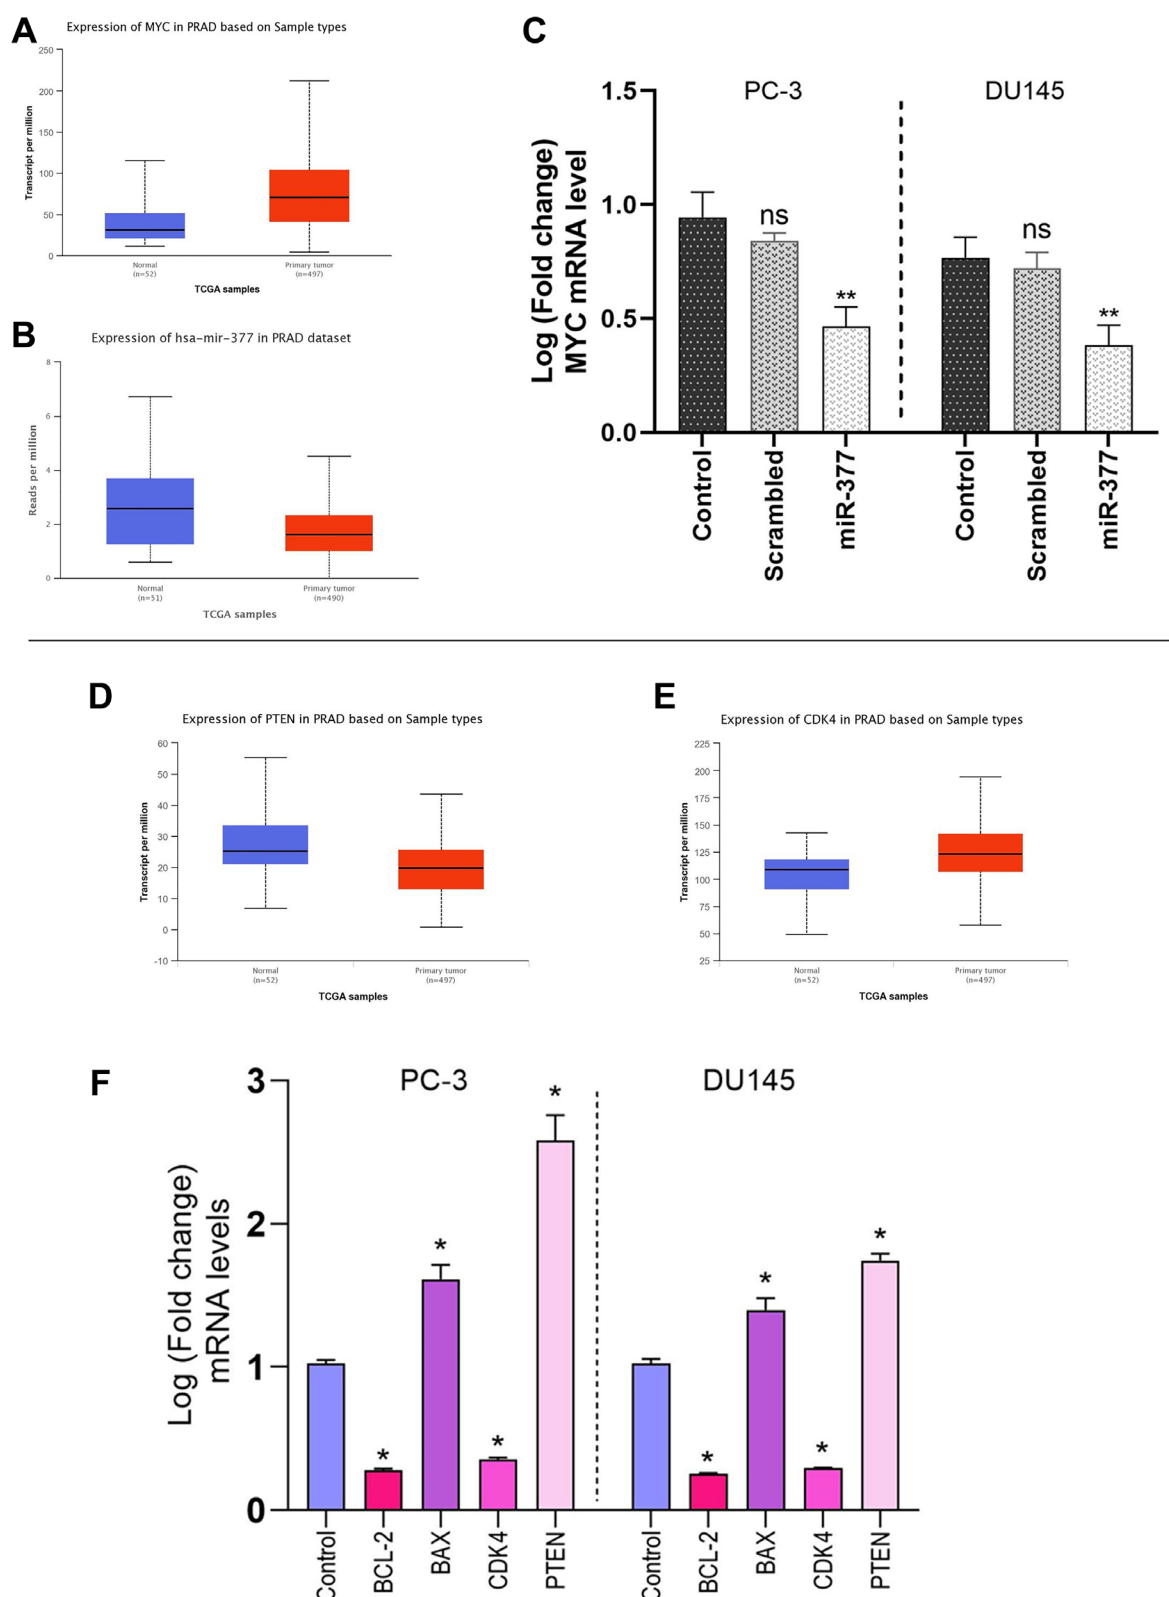 A
Expression of MYC in PRAD based on Sample types
250
200
150
100
50
0
Transcript per million
Normal
(n=52)
Primary tumor
(n=497)
TCGA samples
B
Expression of hsa-mir-377 in PRAD dataset
8
6
4
2
0
Reads per million
Normal
(n=51)
Primary tumor
(n=490)
TCGA samples
C
PC-3
DU145
1.5
1.0
0.5
0.0
Log (Fold change)
MYC mRNA level
ns
**
ns
**
Control
Scrambled
miR-377
Control
Scrambled
miR-377
D
Expression of PTEN in PRAD based on Sample types
60
50
40
30
20
10
0
-10
Transcript per million
Normal
(n=52)
Primary tumor
(n=497)
TCGA samples
E
Expression of CDK4 in PRAD based on Sample types
225
200
175
150
125
100
75
50
25
Transcript per million
Normal
(n=52)
Primary tumor
(n=497)
TCGA samples
F
PC-3
DU145
3
2
1
0
Log (Fold change)
mRNA levels
*
*
*
*
*
*
*
*
Control
BCL-2
BAX
CDK4
PTEN
Control
BCL-2
BAX
CDK4
PTEN